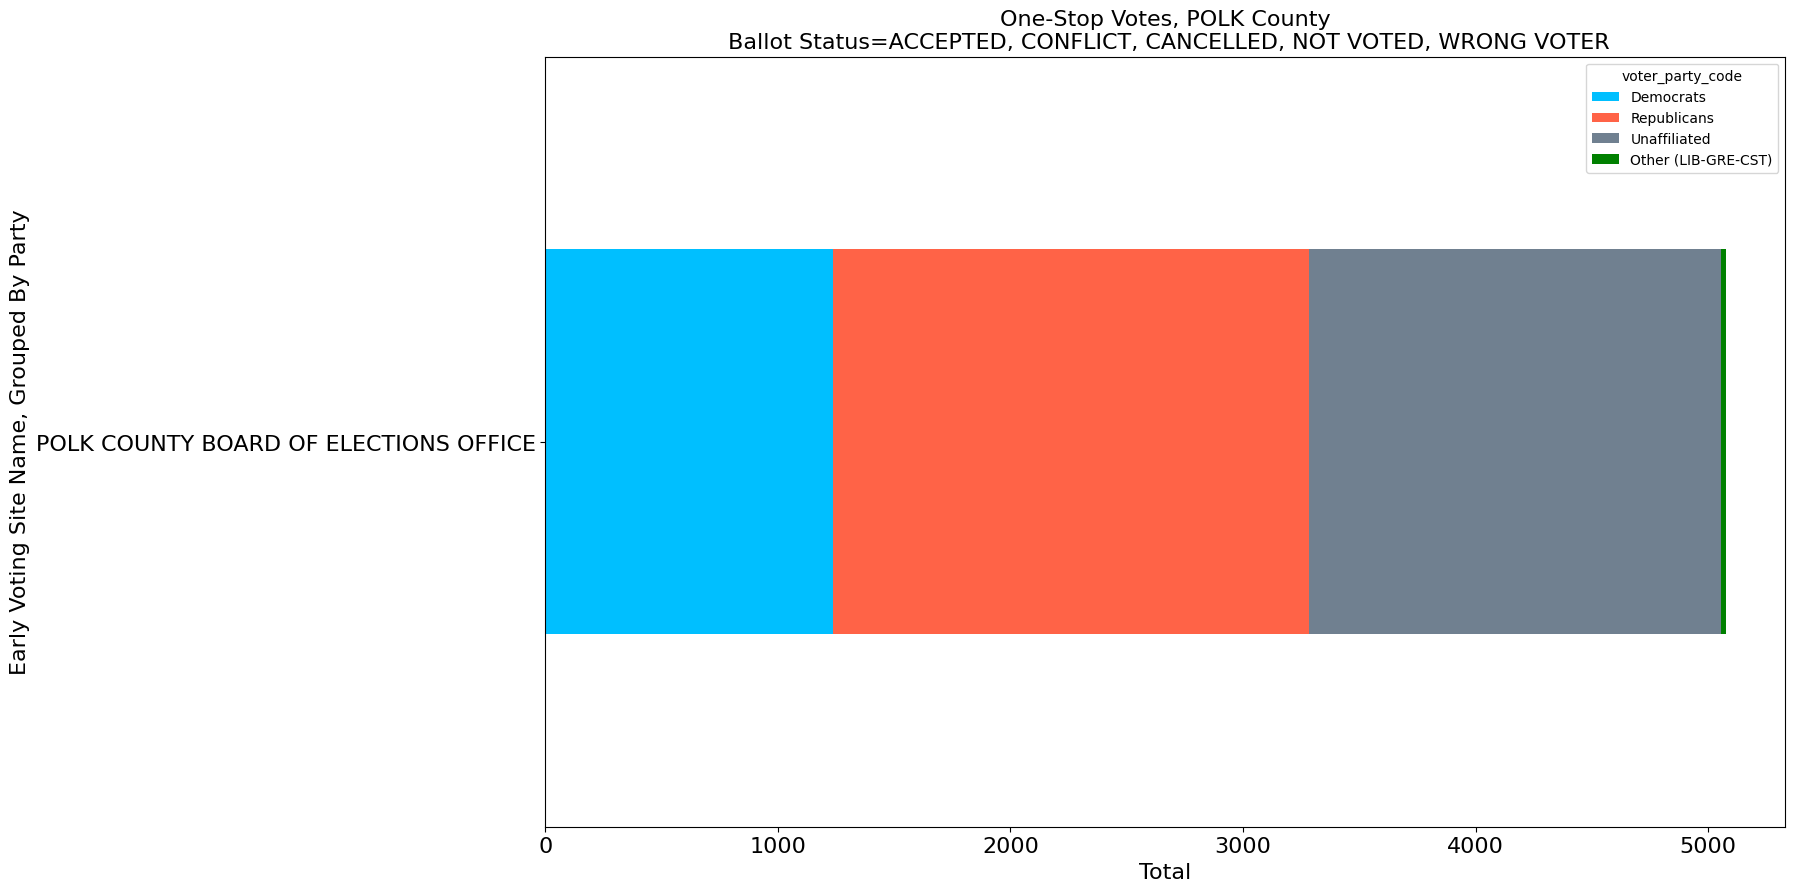 One-Stop Votes, POLK County
Ballot Status=ACCEPTED, CONFLICT, CANCELLED, NOT VOTED, WRONG VOTER
voter_party_code
Democrats
Republicans
Unaffiliated
Other (LIB-GRE-CST)
Early Voting Site Name, Grouped By Party
POLK COUNTY BOARD OF ELECTIONS OFFICE
0 1000 2000 3000 4000 5000
Total